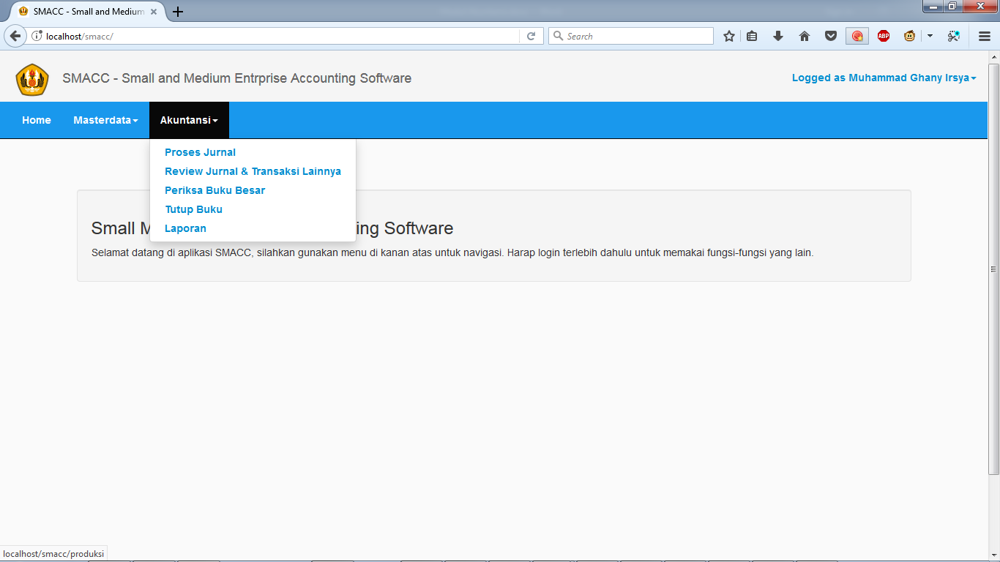 SMACC - Small and Medium
localhost/smacc/
Search
ABP
SMACC - Small and Medium Entrprise Accounting Software
Logged as Muhammad Ghany Irsya
Home
Masterdata
Akuntansi
Proses Jurnal
Review Jurnal & Transaksi Lainnya
Periksa Buku Besar
Tutup Buku
Laporan
Small M
ing Software
Selamat datang di aplikasi SMACC, silahkan gunakan menu di kanan atas untuk navigasi. Harap login terlebih dahulu untuk memakai fungsi-fungsi yang lain.
localhost/smacc/produksi